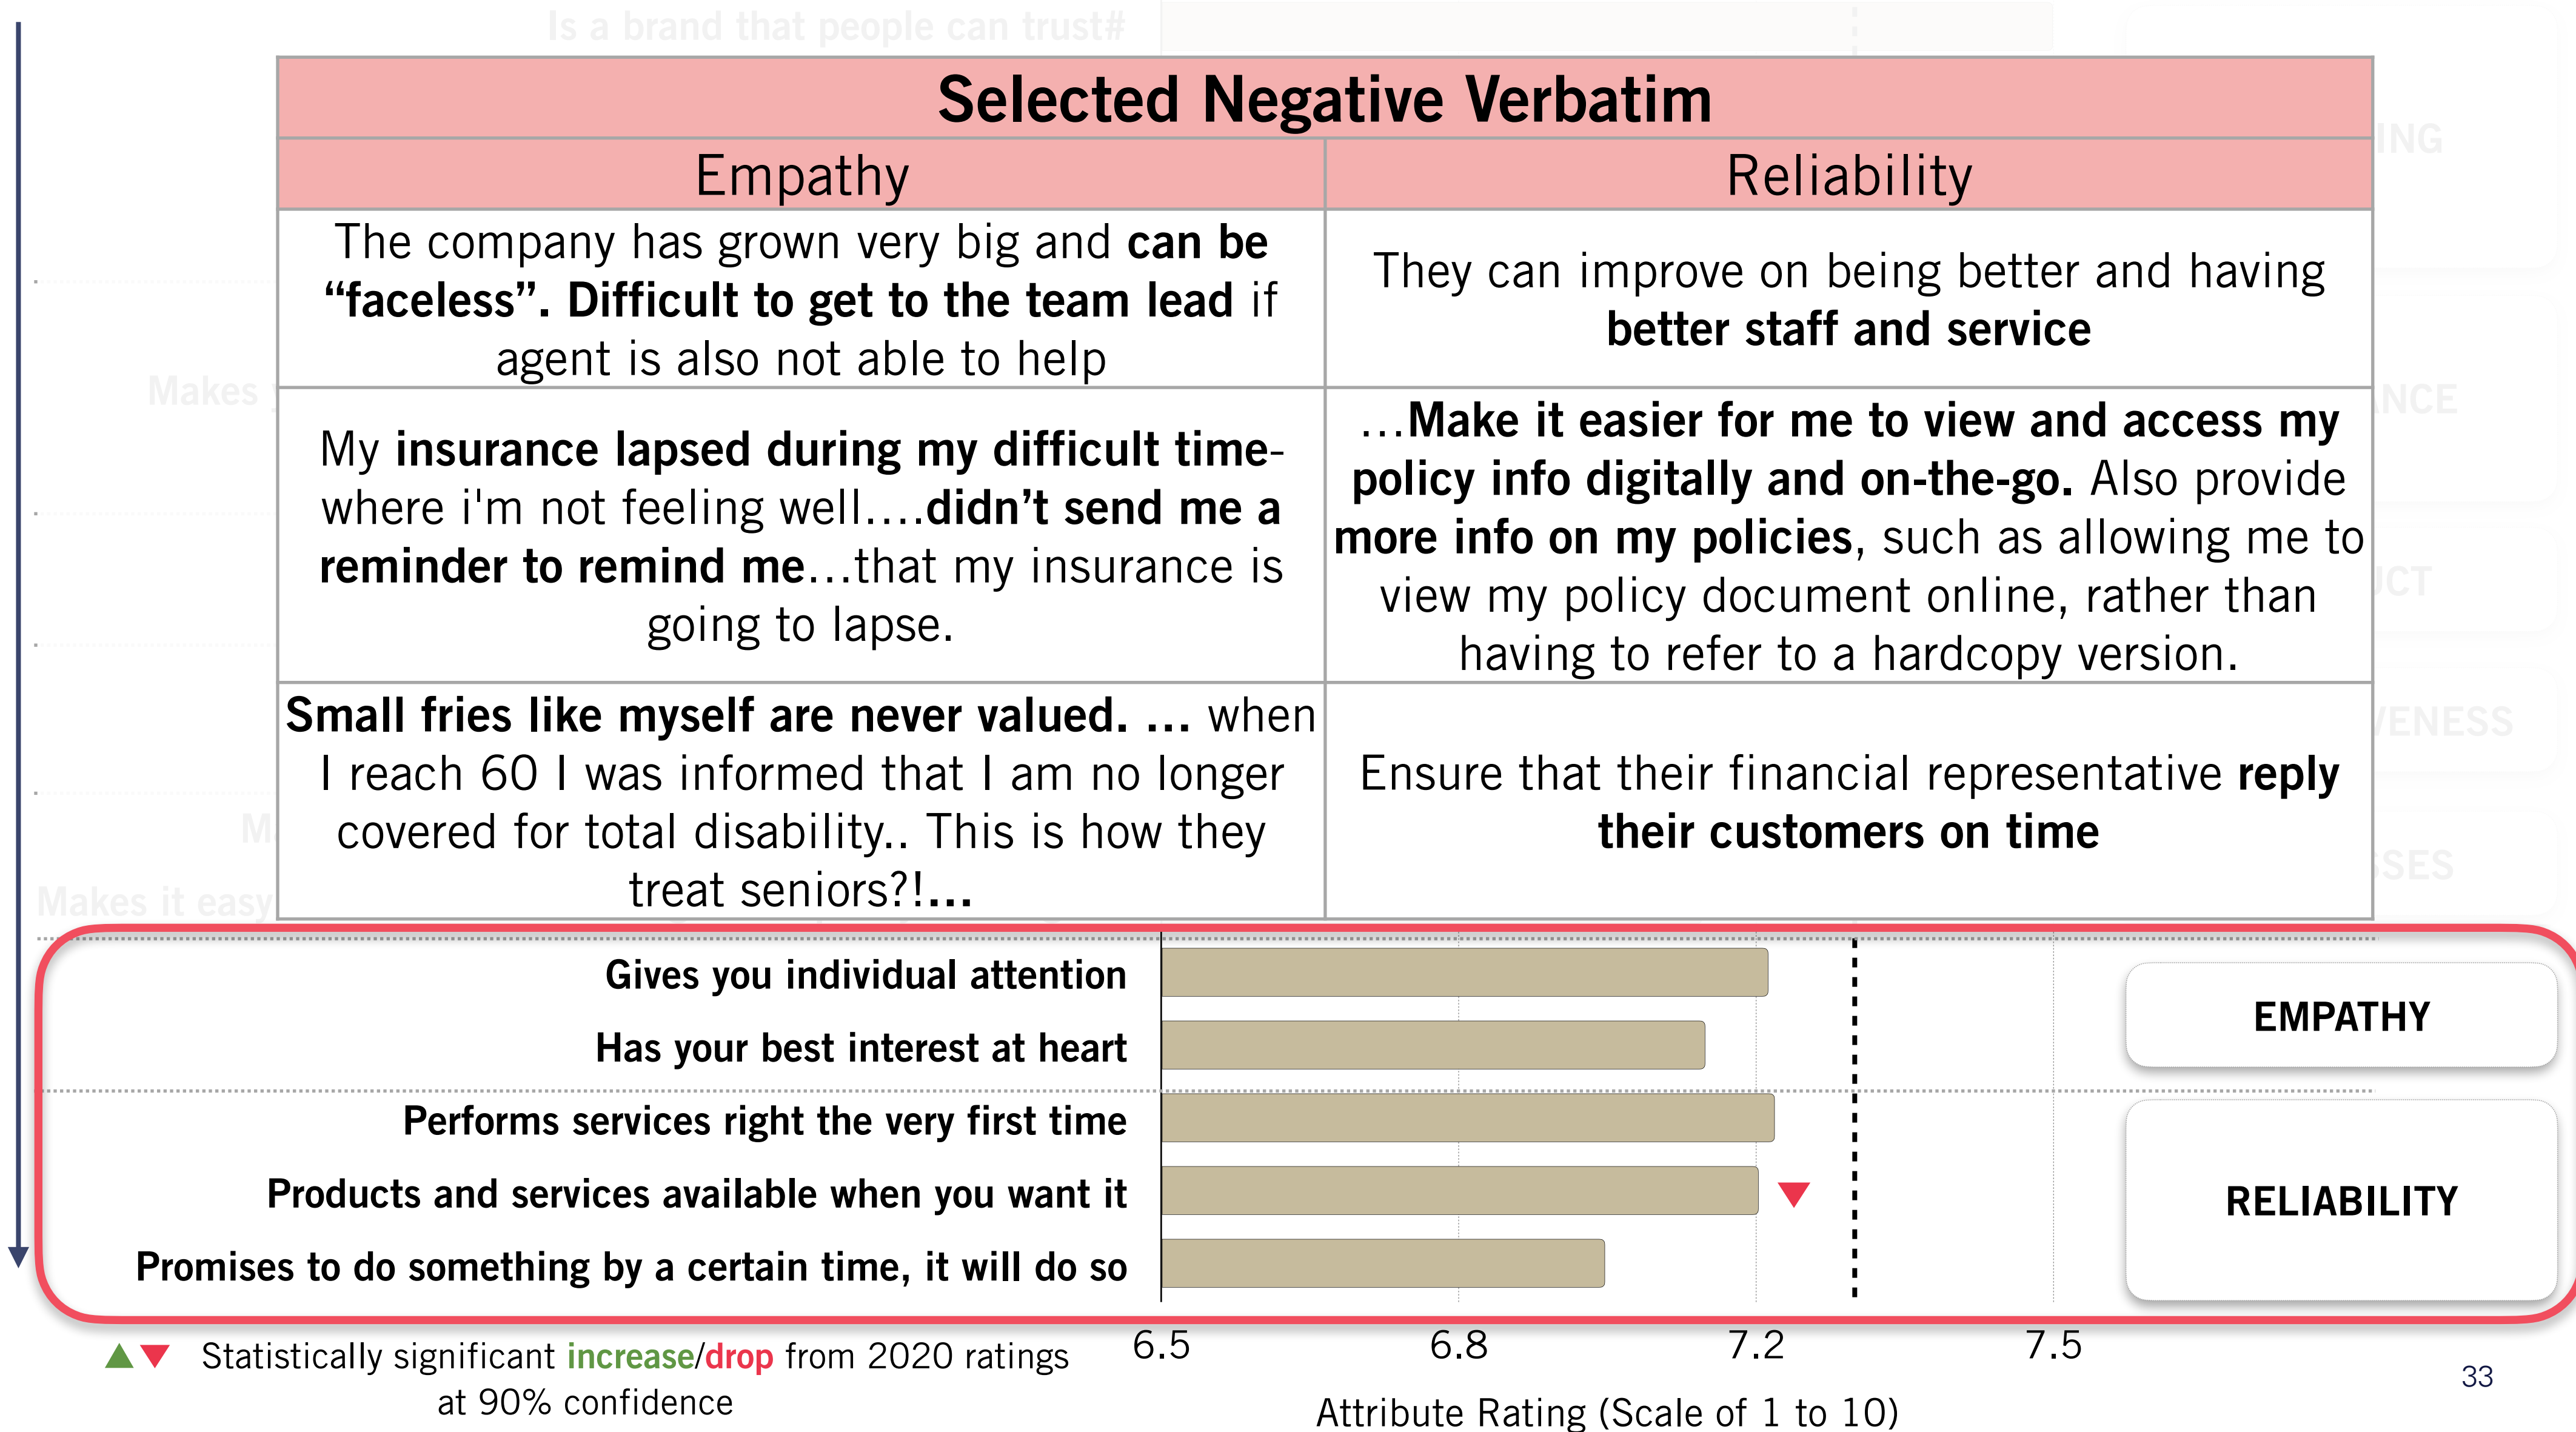 Is a brand that people can trust#
Selected Negative Verbatim
Empathy
Reliability
The company has grown very big and can be
“faceless”. Difficult to get to the team lead if
agent is also not able to help
They can improve on being better and having
better staff and service
My insurance lapsed during my difficult time-
where i'm not feeling well....didn’t send me a
reminder to remind me...that my insurance is
going to lapse.
...Make it easier for me to view and access my
policy info digitally and on-the-go. Also provide
more info on my policies, such as allowing me to
view my policy document online, rather than
having to refer to a hardcopy version.
Small fries like myself are never valued. ... when
I reach 60 I was informed that I am no longer
covered for total disability.. This is how they
treat seniors?!...
Ensure that their financial representative reply
their customers on time
Makes
Makes it easy
ING
NCE
UCT
VENESS
SSES
Gives you individual attention
Has your best interest at heart
EMPATHY
Performs services right the very first time
Products and services available when you want it
Promises to do something by a certain time, it will do so
RELIABILITY
6.5 6.8 7.2 7.5
Statistically significant increase/drop from 2020 ratings
at 90% confidence
Attribute Rating (Scale of 1 to 10)
33